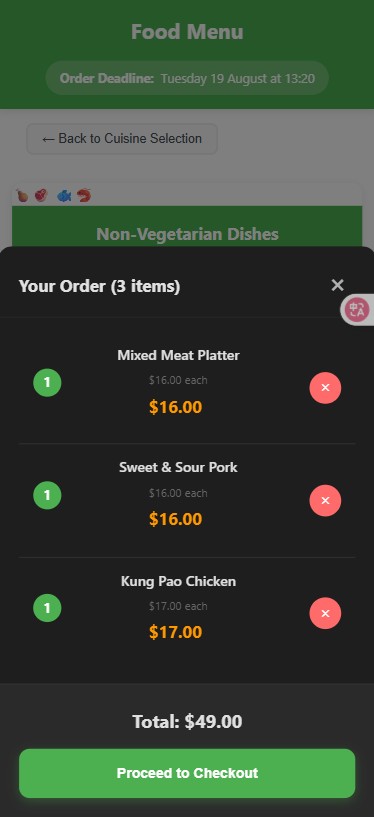 Food Menu
Order Deadline: Tuesday 19 August at 13:20
← Back to Cuisine Selection
Non-Vegetarian Dishes
Your Order (3 items)
×
中A
Mixed Meat Platter
1
$16.00 each
×
$16.00
Sweet & Sour Pork
1
$16.00 each
×
$16.00
Kung Pao Chicken
1
$17.00 each
×
$17.00
Total: $49.00
Proceed to Checkout